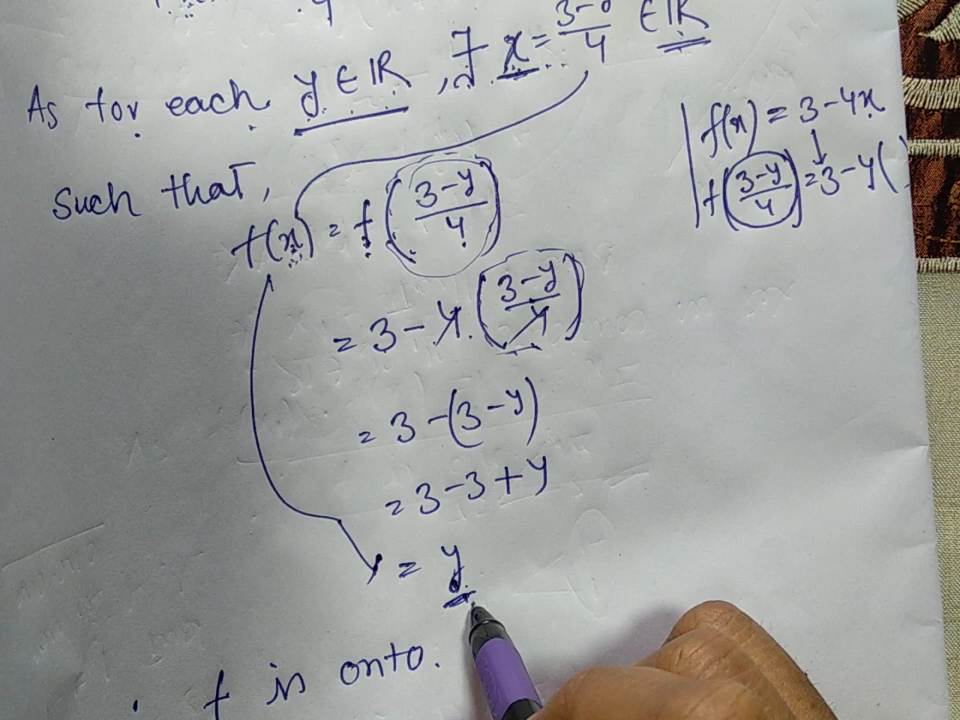 As for each y ∈ ℝ, ∃ x = 3-y/4 ∈ ℝ
such that,
f(x) = f(3-y/4)
= 3-4.(3-y/4)
= 3-(3-y)
= 3-3+y
= y
f is onto.
f(x) = 3-4x
f(3-y/4) = 3-4(